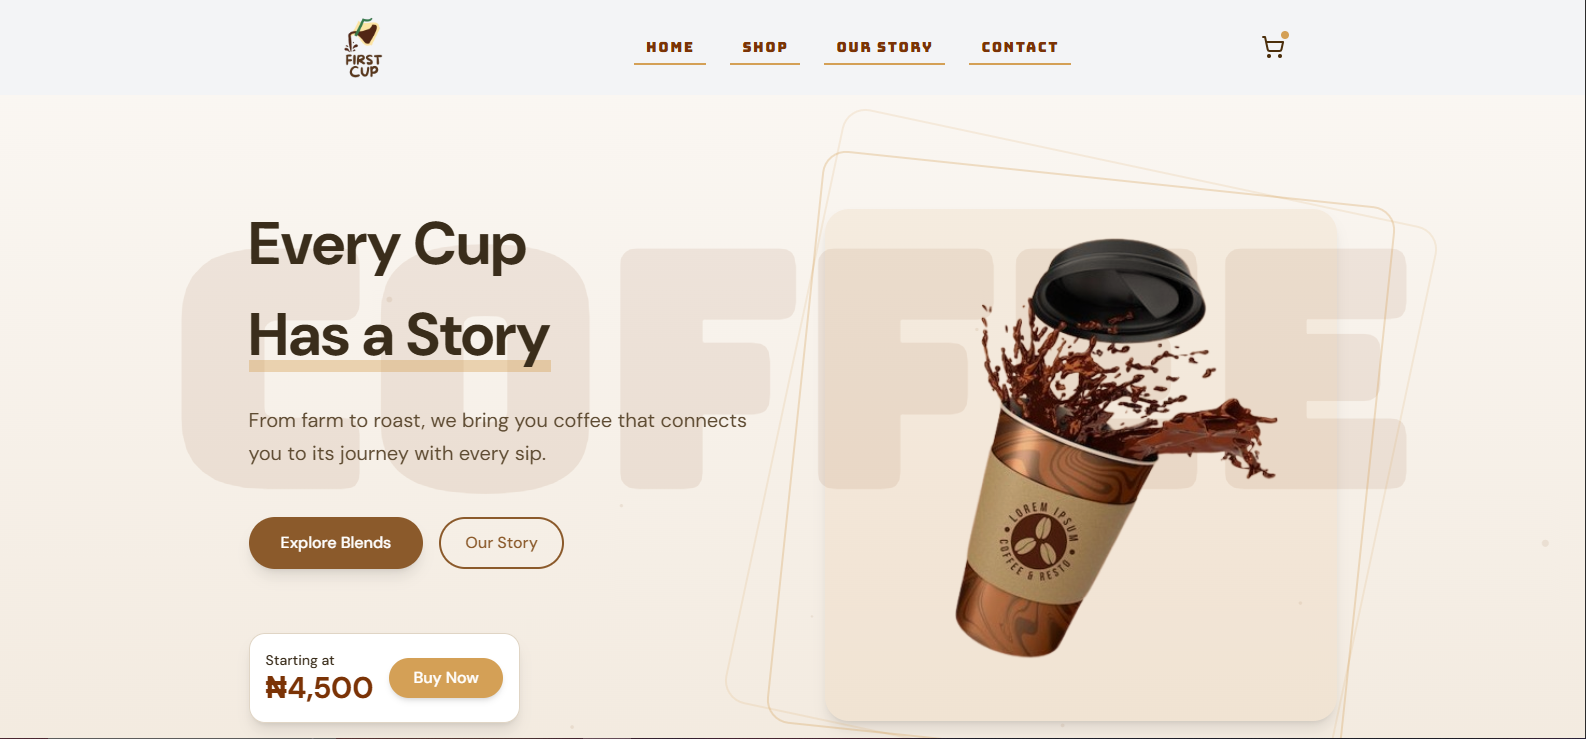 FIRST
CUP
HOME
SHOP
OUR STORY
CONTACT
COFFEE
Every Cup
Has a Story
From farm to roast, we bring you coffee that connects
you to its journey with every sip.
Explore Blends
Our Story
Starting at
₦4,500
Buy Now
LOREM IPSUM
COFFEE & RESTO